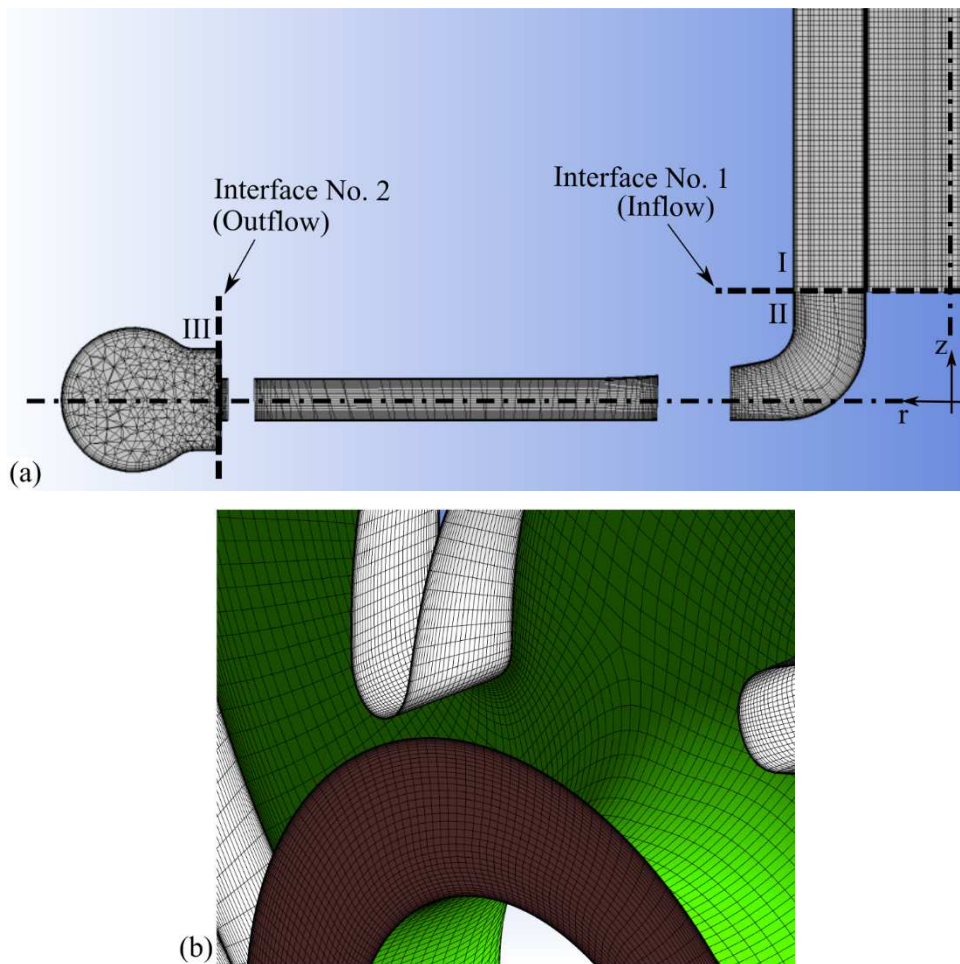 Interface No. 2
(Outflow)
Interface No. 1
(Inflow)
I
III
II
z
r
(a)
(b)